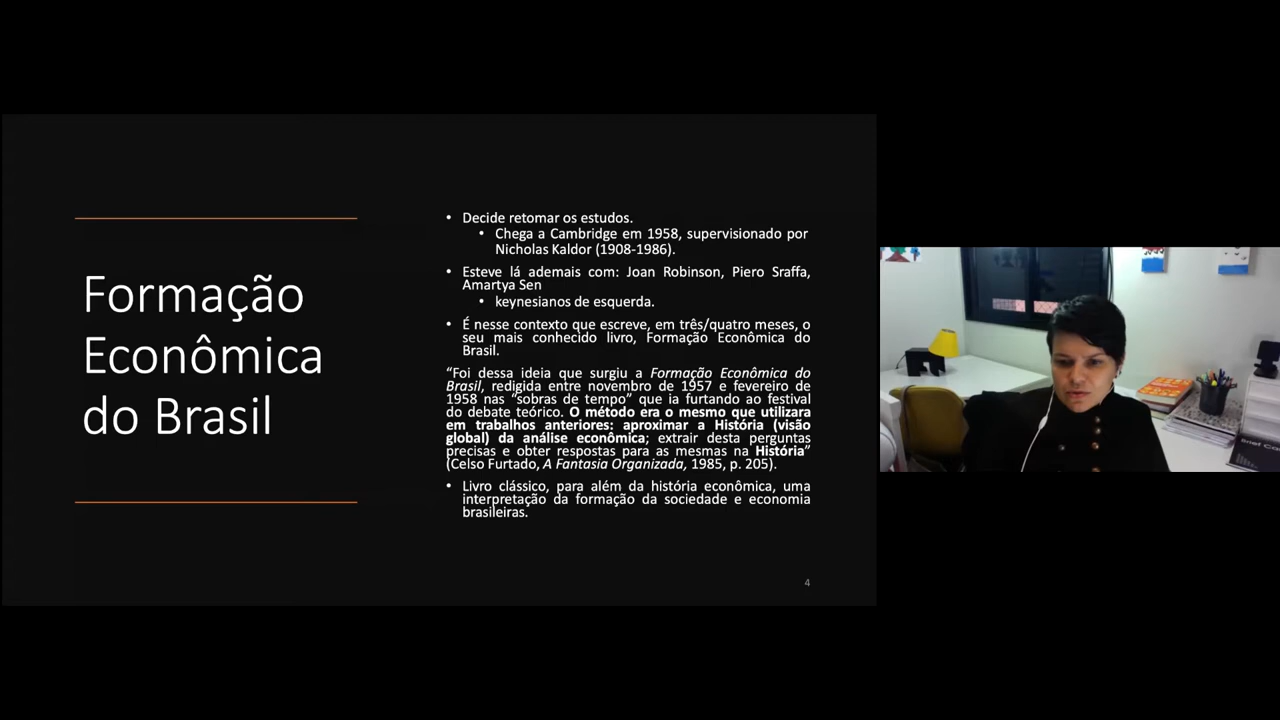 Formação
Econômica
do Brasil
• Decide retomar os estudos.
• Chega a Cambridge em 1958, supervisionado por
Nicholas Kaldor (1908-1986).
• Esteve lá ademais com: Joan Robinson, Piero Sraffa,
Amartya Sen
• keynesianos de esquerda.
• É nesse contexto que escreve, em três/quatro meses, o
seu mais conhecido livro, Formação Econômica do
Brasil.
“Foi dessa ideia que surgiu a Formação Econômica do
Brasil, redigida entre novembro de 1957 e fevereiro de
1958 nas “sobras de tempo” que ia furtando ao festival
do debate teórico. O método era o mesmo que utilizara
em trabalhos anteriores: aproximar a História (visão
global) da análise econômica; extrair desta perguntas
precisas e obter respostas para as mesmas na História”
(Celso Furtado, A Fantasia Organizada, 1985, p. 205).
• Livro clássico, para além da história econômica, uma
interpretação da formação da sociedade e economia
brasileiras.
4